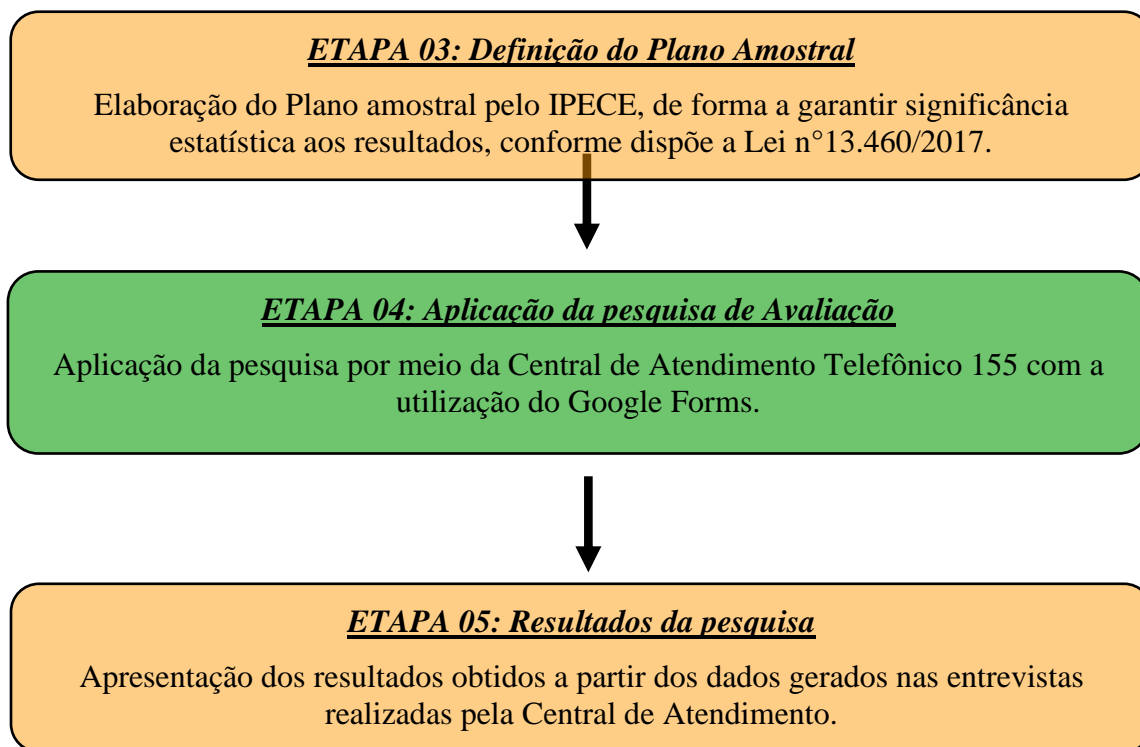 ETAPA 03: Definição do Plano Amostral
Elaboração do Plano amostral pelo IPECE, de forma a garantir significância
estatística aos resultados, conforme dispõe a Lei n°13.460/2017.
ETAPA 04: Aplicação da pesquisa de Avaliação
Aplicação da pesquisa por meio da Central de Atendimento Telefônico 155 com a
utilização do Google Forms.
ETAPA 05: Resultados da pesquisa
Apresentação dos resultados obtidos a partir dos dados gerados nas entrevistas
realizadas pela Central de Atendimento.